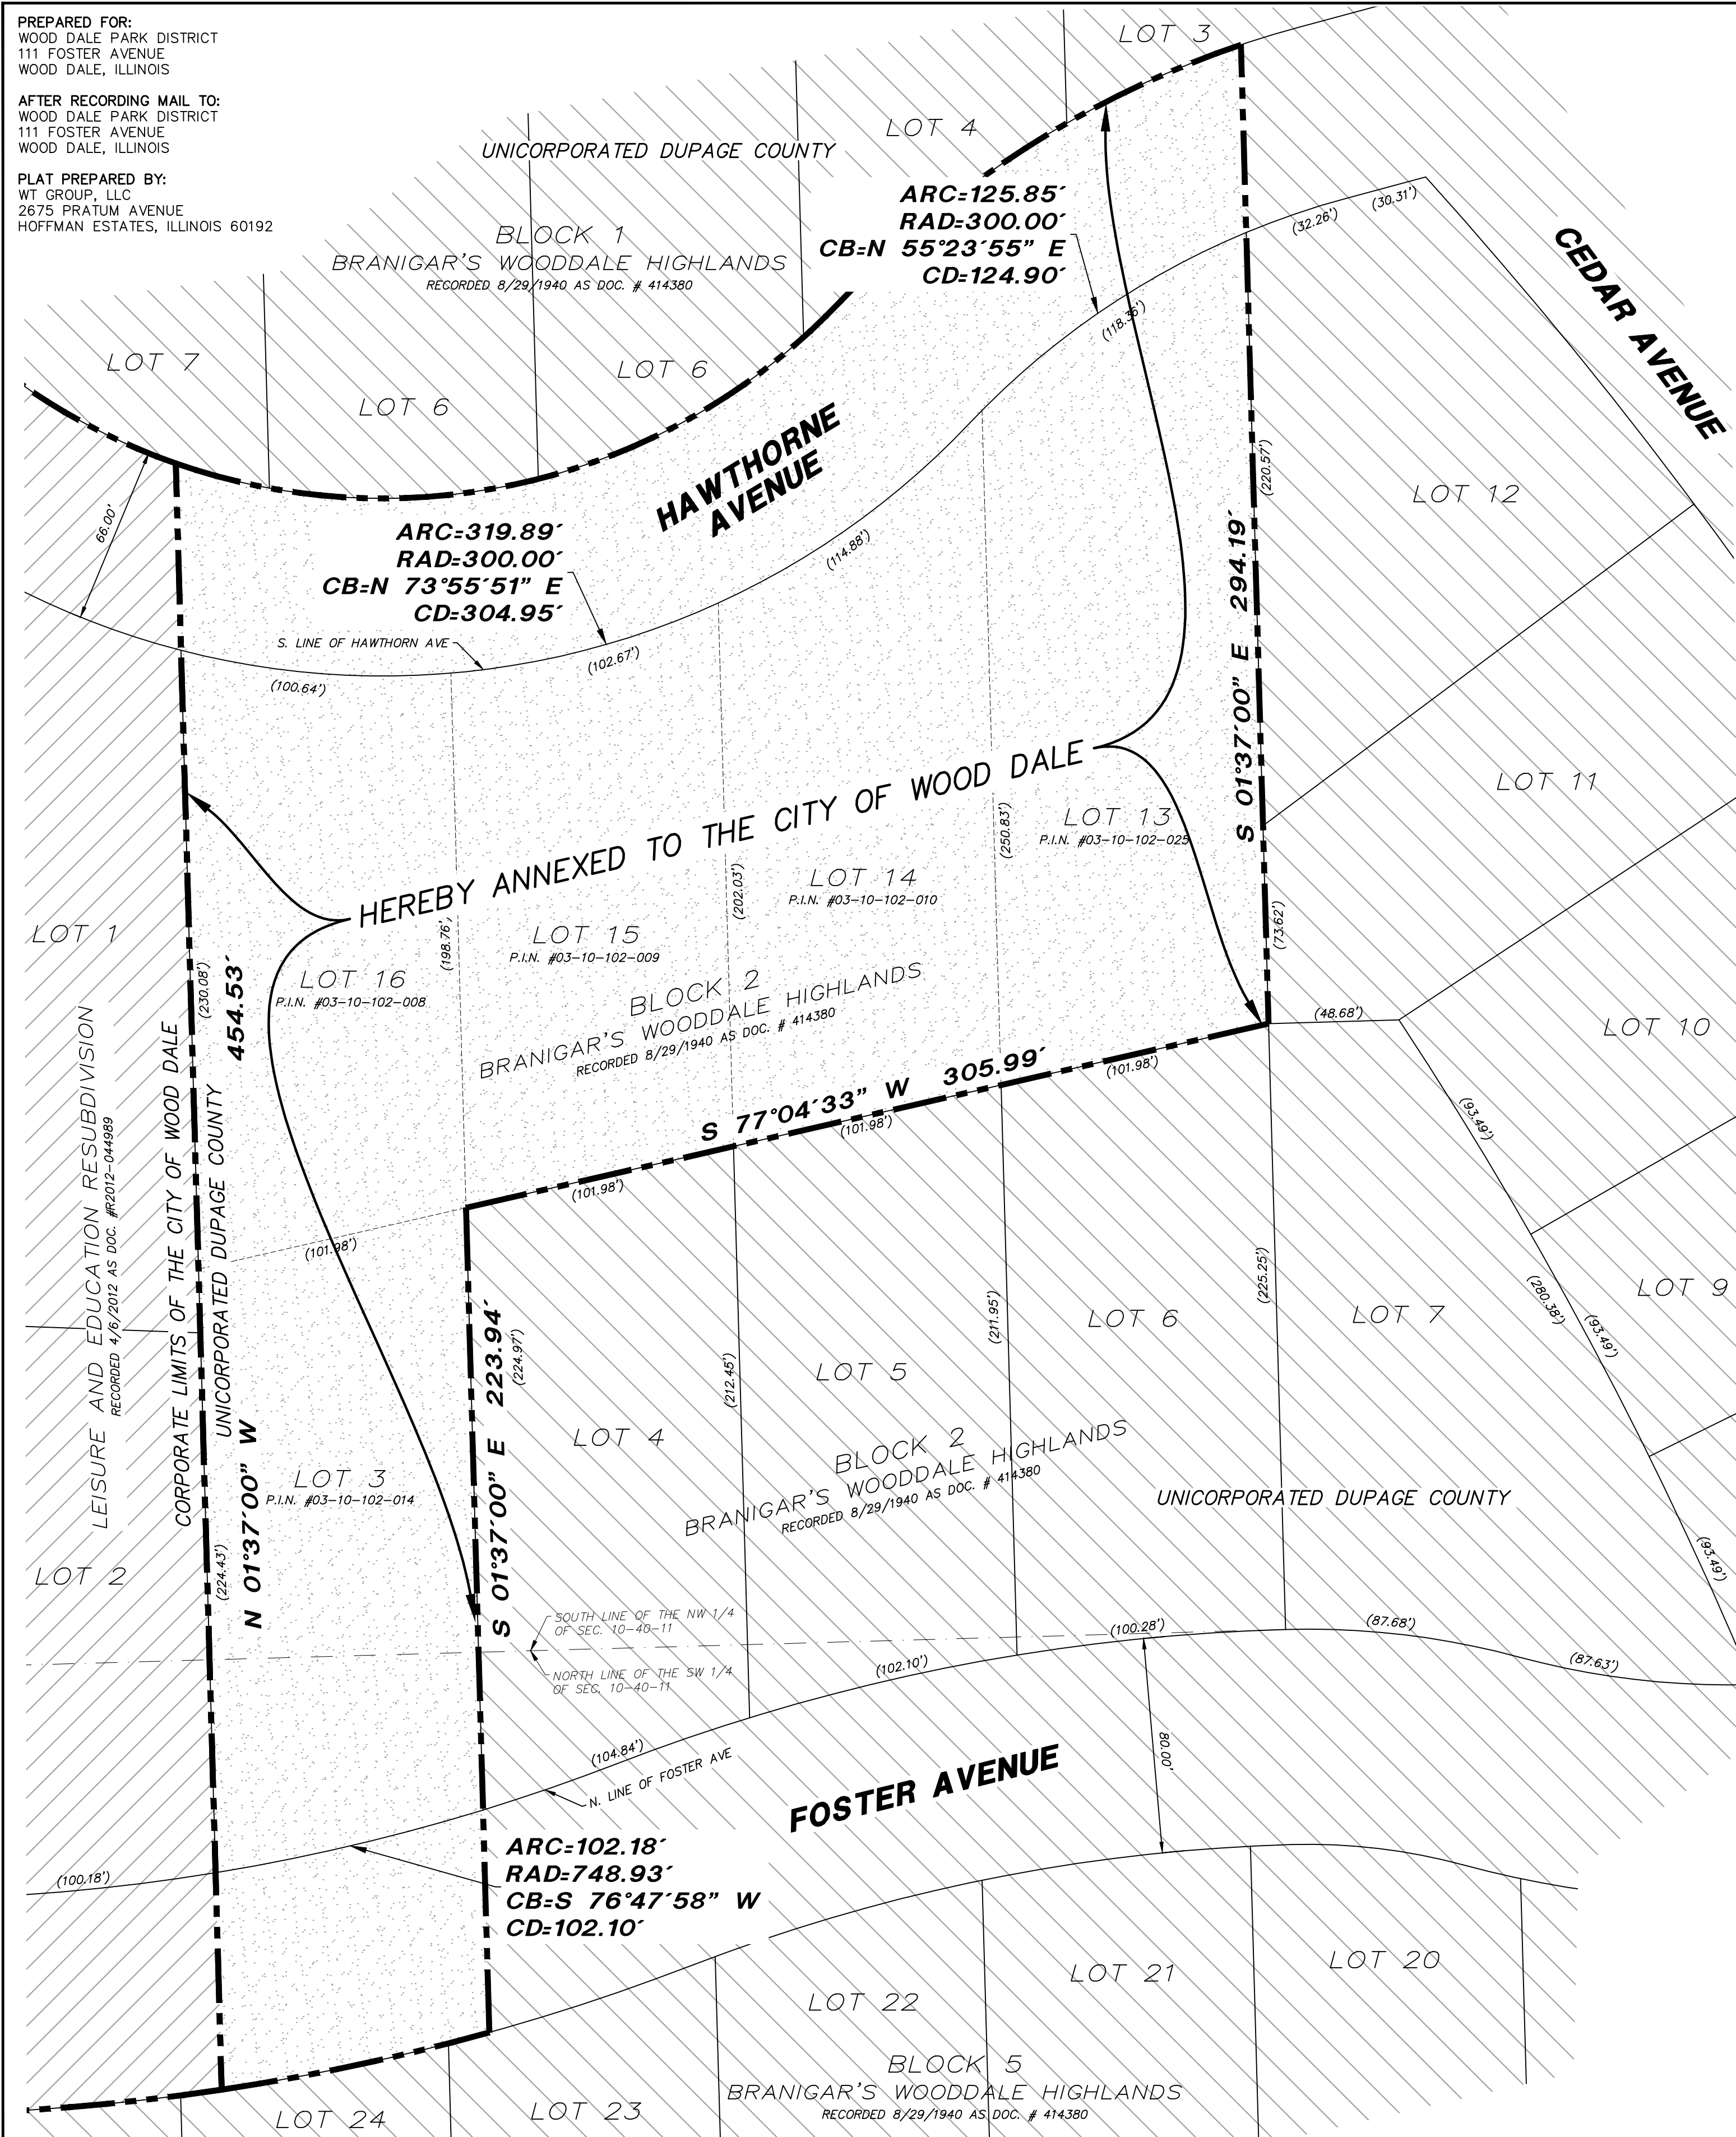 PREPARED FOR:
WOOD DALE PARK DISTRICT
111 FOSTER AVENUE
WOOD DALE, ILLINOIS
AFTER RECORDING MAIL TO:
WOOD DALE PARK DISTRICT
111 FOSTER AVENUE
WOOD DALE, ILLINOIS
PLAT PREPARED BY:
WT GROUP, LLC
2675 PRATUM AVENUE
HOFFMAN ESTATES, ILLINOIS 60192
LOT 3
LOT 4
UNICORPORATED DUPAGE COUNTY
BLOCK 1
BRANIGAR'S WOODDALE HIGHLANDS
RECORDED 8/29/1940 AS DOC. # 414380
ARC=125.85'
RAD=300.00'
CB=N 55°23'55" E
CD=124.90'
(32.26')
(30.31')
CEDAR AVENUE
(118.36')
LOT 7
LOT 6
LOT 6
HAWTHORNE
AVENUE
66.00'
(220.57')
LOT 12
ARC=319.89'
RAD=300.00'
CB=N 73°55'51" E
CD=304.95'
(114.88')
S. LINE OF HAWTHORN AVE
(102.67')
(100.64')
S 01°37'00" E 294.19'
LOT 11
HEREBY ANNEXED TO THE CITY OF WOOD DALE
(250.83')
LOT 13
P.I.N. #03-10-102-025
LOT 14
P.I.N. #03-10-102-010
(202.03')
LOT 15
P.I.N. #03-10-102-009
(198.76')
LOT 16
P.I.N. #03-10-102-008
(73.62')
LOT 1
(230.08')
454.53'
BLOCK 2
BRANIGAR'S WOODDALE HIGHLANDS
RECORDED 8/29/1940 AS DOC. # 414380
(48.68')
LOT 10
S 77°04'33" W 305.99'
(101.98')
(101.98')
(101.98')
(101.98')
LEISURE AND EDUCATION RESUBDIVISION
RECORDED 4/6/2012 AS DOC. #R2012-044989
CORPORATE LIMITS OF THE CITY OF WOOD DALE
UNICORPORATED DUPAGE COUNTY
N 01°37'00" W
(93.49')
(280.38')
(93.49')
LOT 9
S 01°37'00" E 223.94'
(224.97')
(212.45')
(211.95')
(225.25')
LOT 4
LOT 5
LOT 6
LOT 7
BLOCK 2
BRANIGAR'S WOODDALE HIGHLANDS
RECORDED 8/29/1940 AS DOC. # 414380
UNICORPORATED DUPAGE COUNTY
LOT 3
P.I.N. #03-10-102-014
LOT 2
(224.43')
(93.49')
SOUTH LINE OF THE NW 1/4
OF SEC. 10-40-11
NORTH LINE OF THE SW 1/4
OF SEC. 10-40-11
(100.28')
(87.68')
(87.63')
(102.10')
(104.84')
N. LINE OF FOSTER AVE
FOSTER AVENUE
80.00'
(100.18')
ARC=102.18'
RAD=748.93'
CB=S 76°47'58" W
CD=102.10'
LOT 20
LOT 21
LOT 22
BLOCK 5
BRANIGAR'S WOODDALE HIGHLANDS
RECORDED 8/29/1940 AS DOC. # 414380
LOT 23
LOT 24